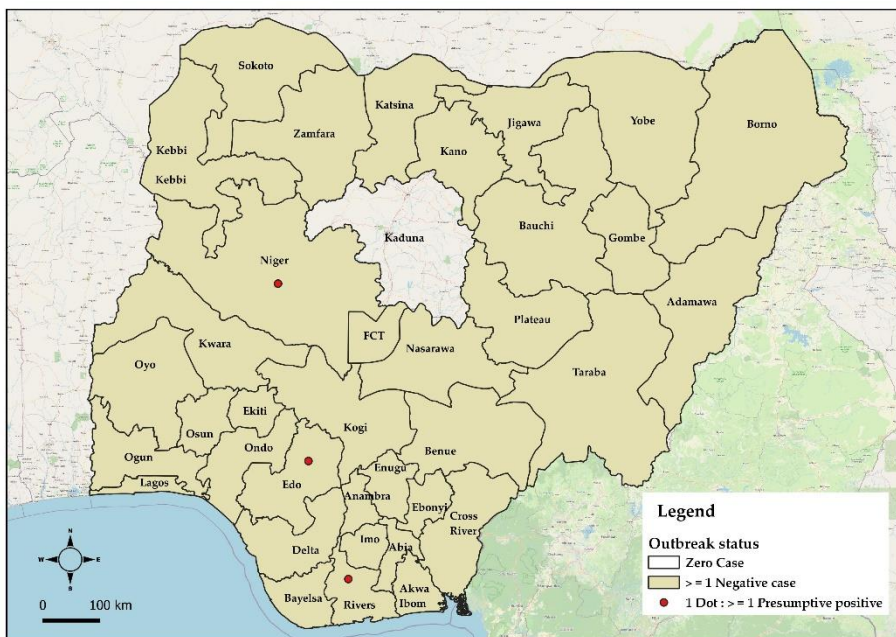 Sokoto
Katsina
Jigawa
Yobe
Borno
Zamfara
Kano
Kebbi
Kebbi
Kaduna
Bauchi
Gombe
Niger
Adamawa
Plateau
FCT
Nasarawa
Kwara
Oyo
Taraba
Ekiti
Kogi
Osun
Ondo
Benue
Ogun
Enugu
Lagos
Edo
Anambra
Ebonyi
Cross
River
Imo
Abia
Delta
Akwa
Ibom
Bayelsa
Rivers
N
W
E
S
0 100 km
Legend
Outbreak status
Zero Case
> = 1 Negative case
1 Dot : > = 1 Presumptive positive